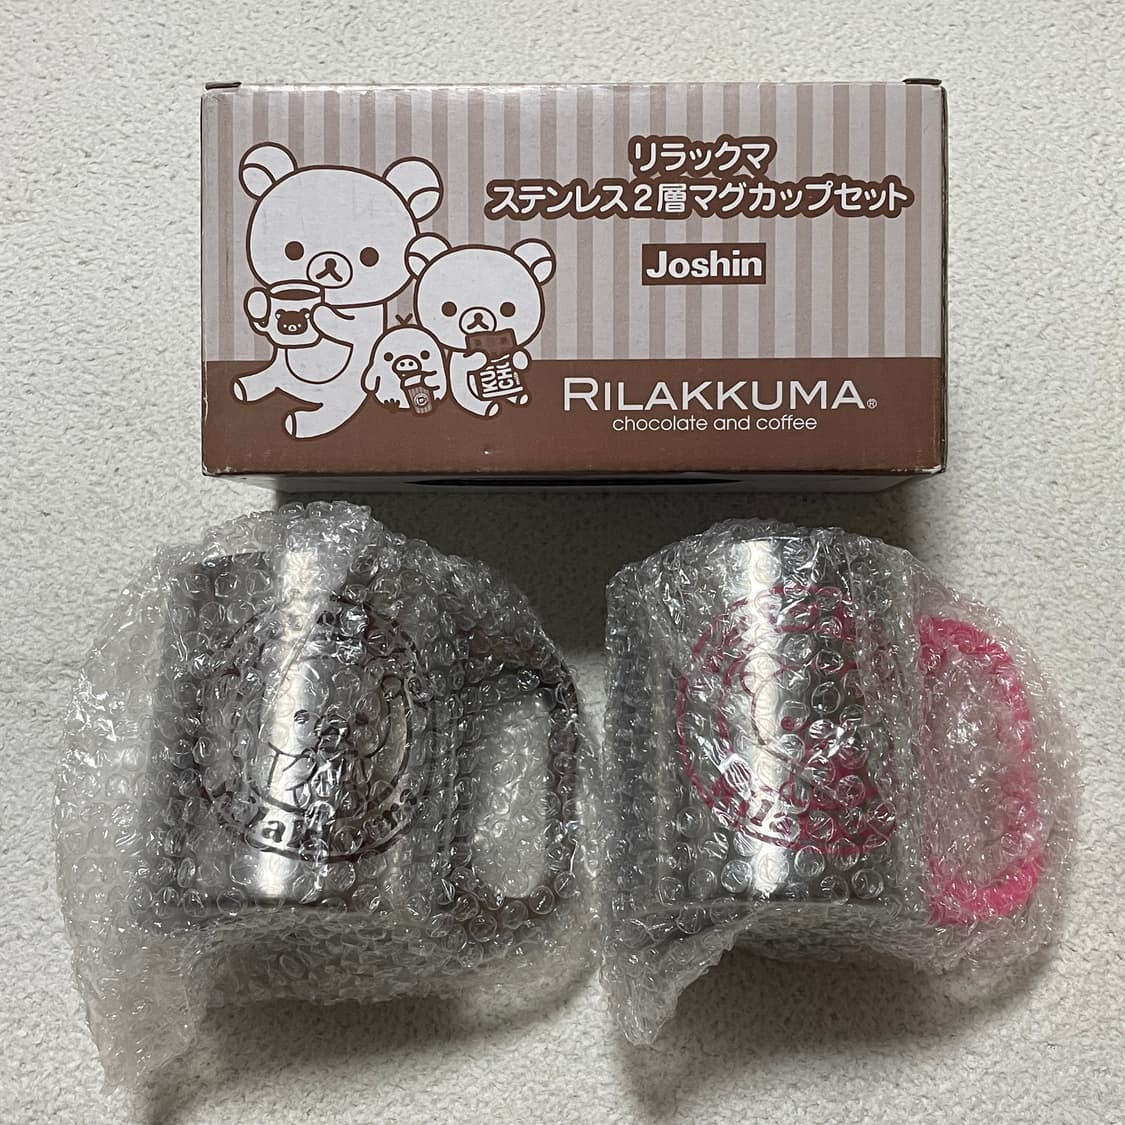 リラックマ
ステンレス2層マグカップセット
Joshin
RILAKKUMA®
chocolate and coffee